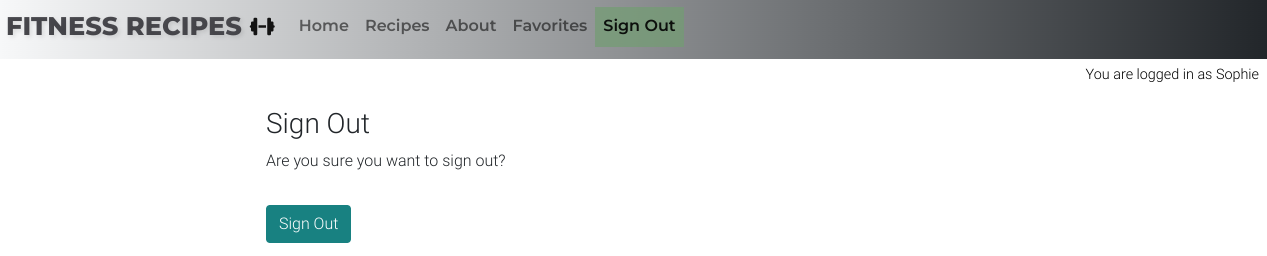 FITNESS RECIPES Home Recipes About Favorites Sign Out
You are logged in as Sophie
Sign Out
Are you sure you want to sign out?
Sign Out